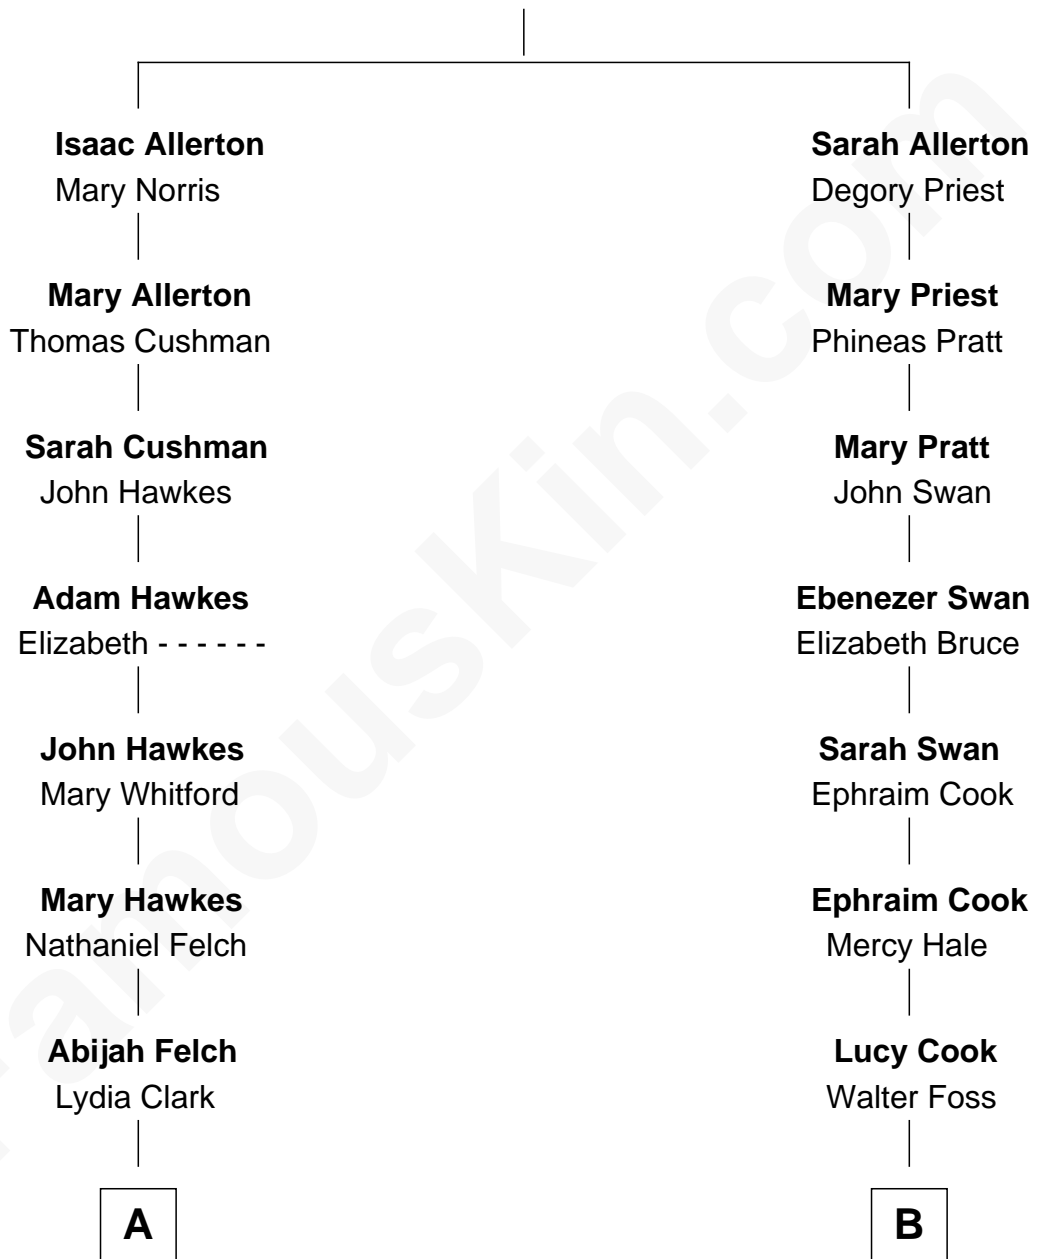 Isaac Allerton
Mary Norris
Mary Allerton
Thomas Cushman
Sarah Cushman
John Hawkes
Adam Hawkes
Elizabeth - - - - - -
John Hawkes
Mary Whitford
Mary Hawkes
Nathaniel Felch
Abijah Felch
Lydia Clark
A
Sarah Allerton
Degory Priest
Mary Priest
Phineas Pratt
Mary Pratt
John Swan
Ebenezer Swan
Elizabeth Bruce
Sarah Swan
Ephraim Cook
Ephraim Cook
Mercy Hale
Lucy Cook
Walter Foss
B
FamousKin.com